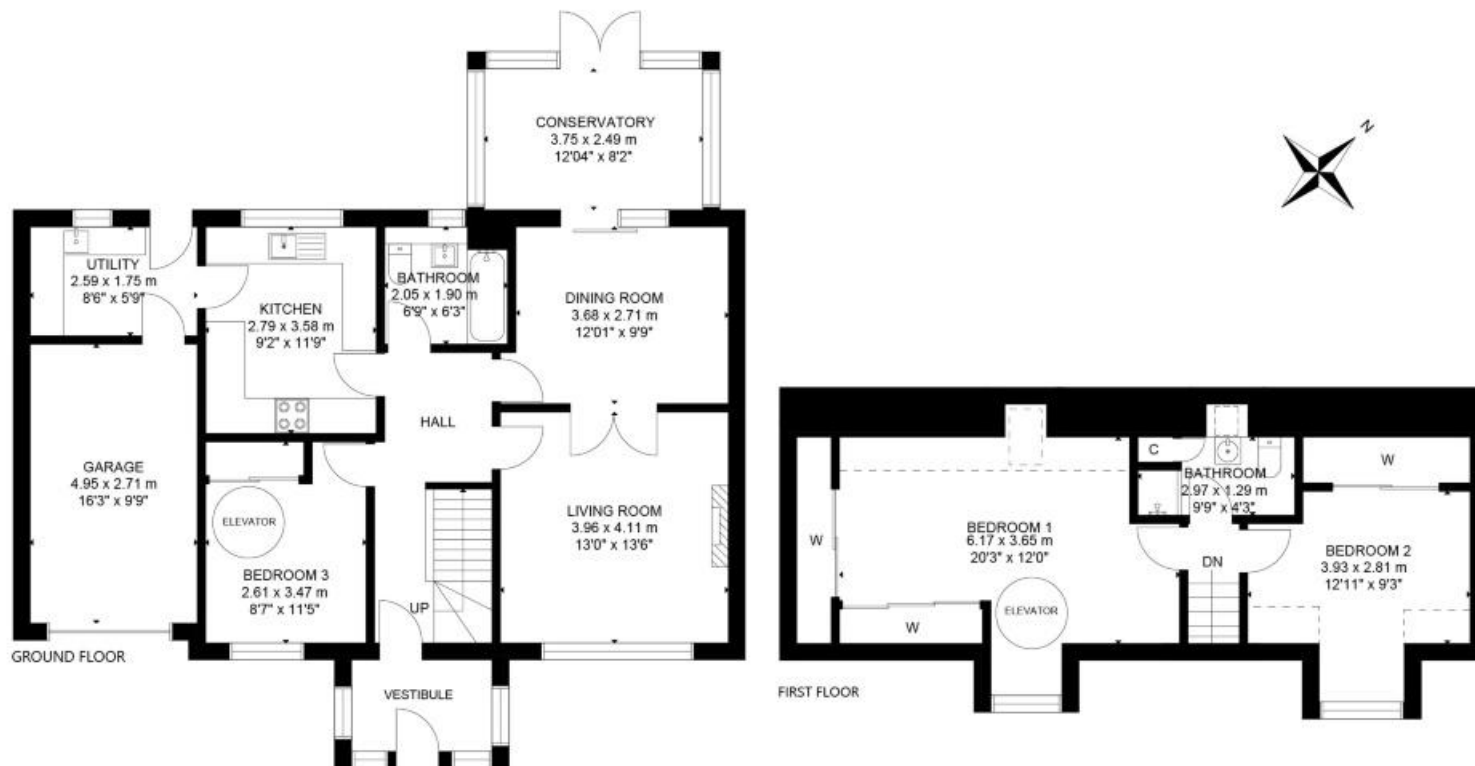 CONSERVATORY
3.75 x 2.49 m
12'04" x 8'2"
N
UTILITY
2.59 x 1.75 m
8'6" x 5'9"
KITCHEN
2.79 x 3.58 m
9'2" x 11'9"
BATHROOM
2.05 x 1.90 m
6'9" x 6'3"
DINING ROOM
3.68 x 2.71 m
12'01" x 9'9"
HALL
GARAGE
4.95 x 2.71 m
16'3" x 9'9"
ELEVATOR
BEDROOM 3
2.61 x 3.47 m
8'7" x 11'5"
UP
LIVING ROOM
3.96 x 4.11 m
13'0" x 13'6"
VESTIBULE
GROUND FLOOR
W
BEDROOM 1
6.17 x 3.65 m
20'3" x 12'0"
ELEVATOR
W
C
BATHROOM
2.97 x 1.29 m
9'9" x 4'3"
DN
W
BEDROOM 2
3.93 x 2.81 m
12'11" x 9'3"
FIRST FLOOR